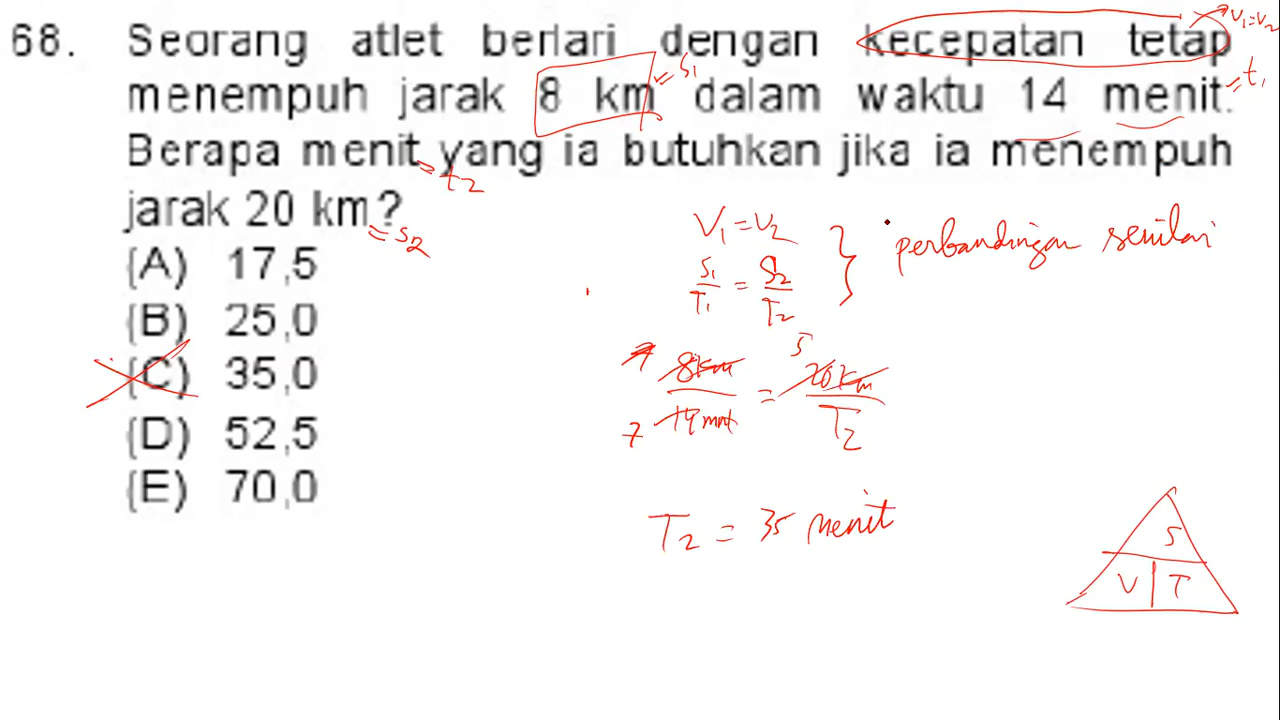 68. Seorang atlet berlari dengan kecepatan tetap
V₁=V₂
menempuh jarak 8 km dalam waktu 14 menit.
= S₁
= t₁
Berapa menit yang ia butuhkan jika ia menempuh
= t₂
jarak 20 km?
= S₂
(A) 17,5
(B) 25,0
(C) 35,0
(D) 52,5
(E) 70,0
V₁ = V₂
S₁/T₁ = S₂/T₂
} perbandingan senilai
8 km/14 mnt = 20 km/T₂
7
5
T₂ = 35 menit
S
V | T